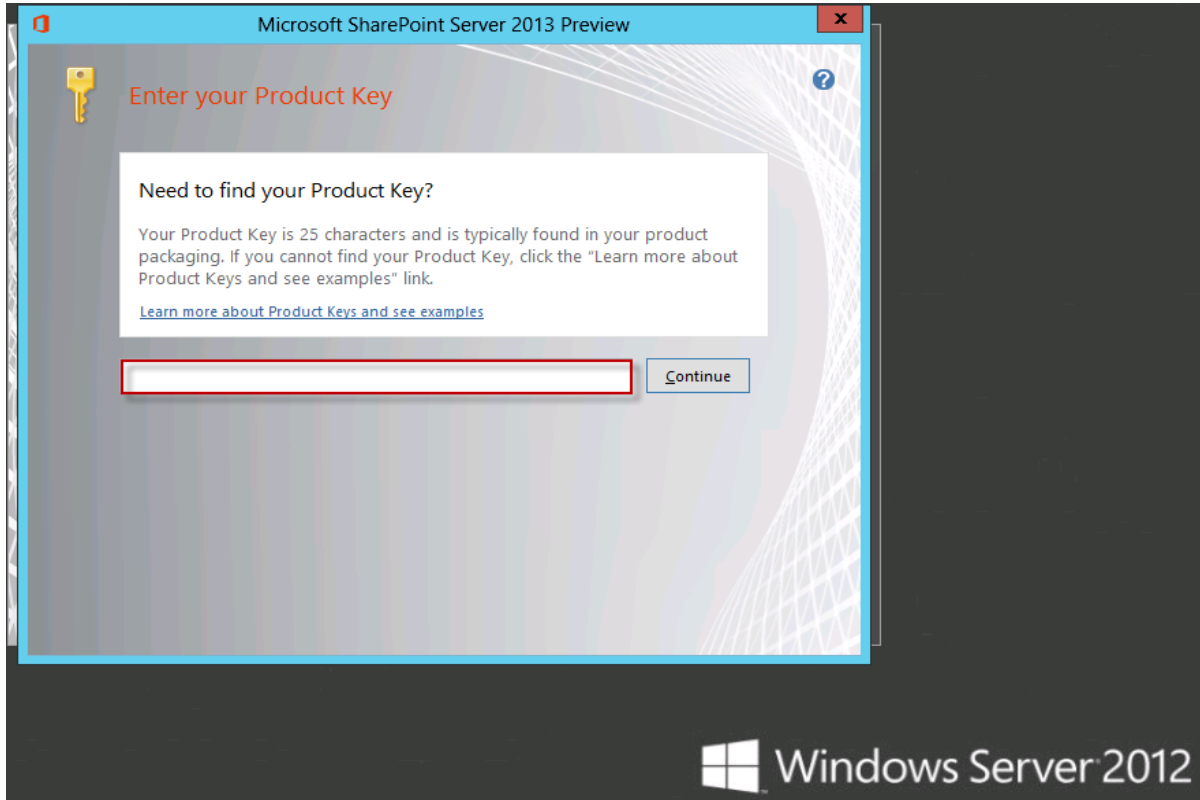 Microsoft SharePoint Server 2013 Preview
x
?
Enter your Product Key
Need to find your Product Key?
Your Product Key is 25 characters and is typically found in your product
packaging. If you cannot find your Product Key, click the “Learn more about
Product Keys and see examples” link.
Learn more about Product Keys and see examples
Continue
Windows Server 2012